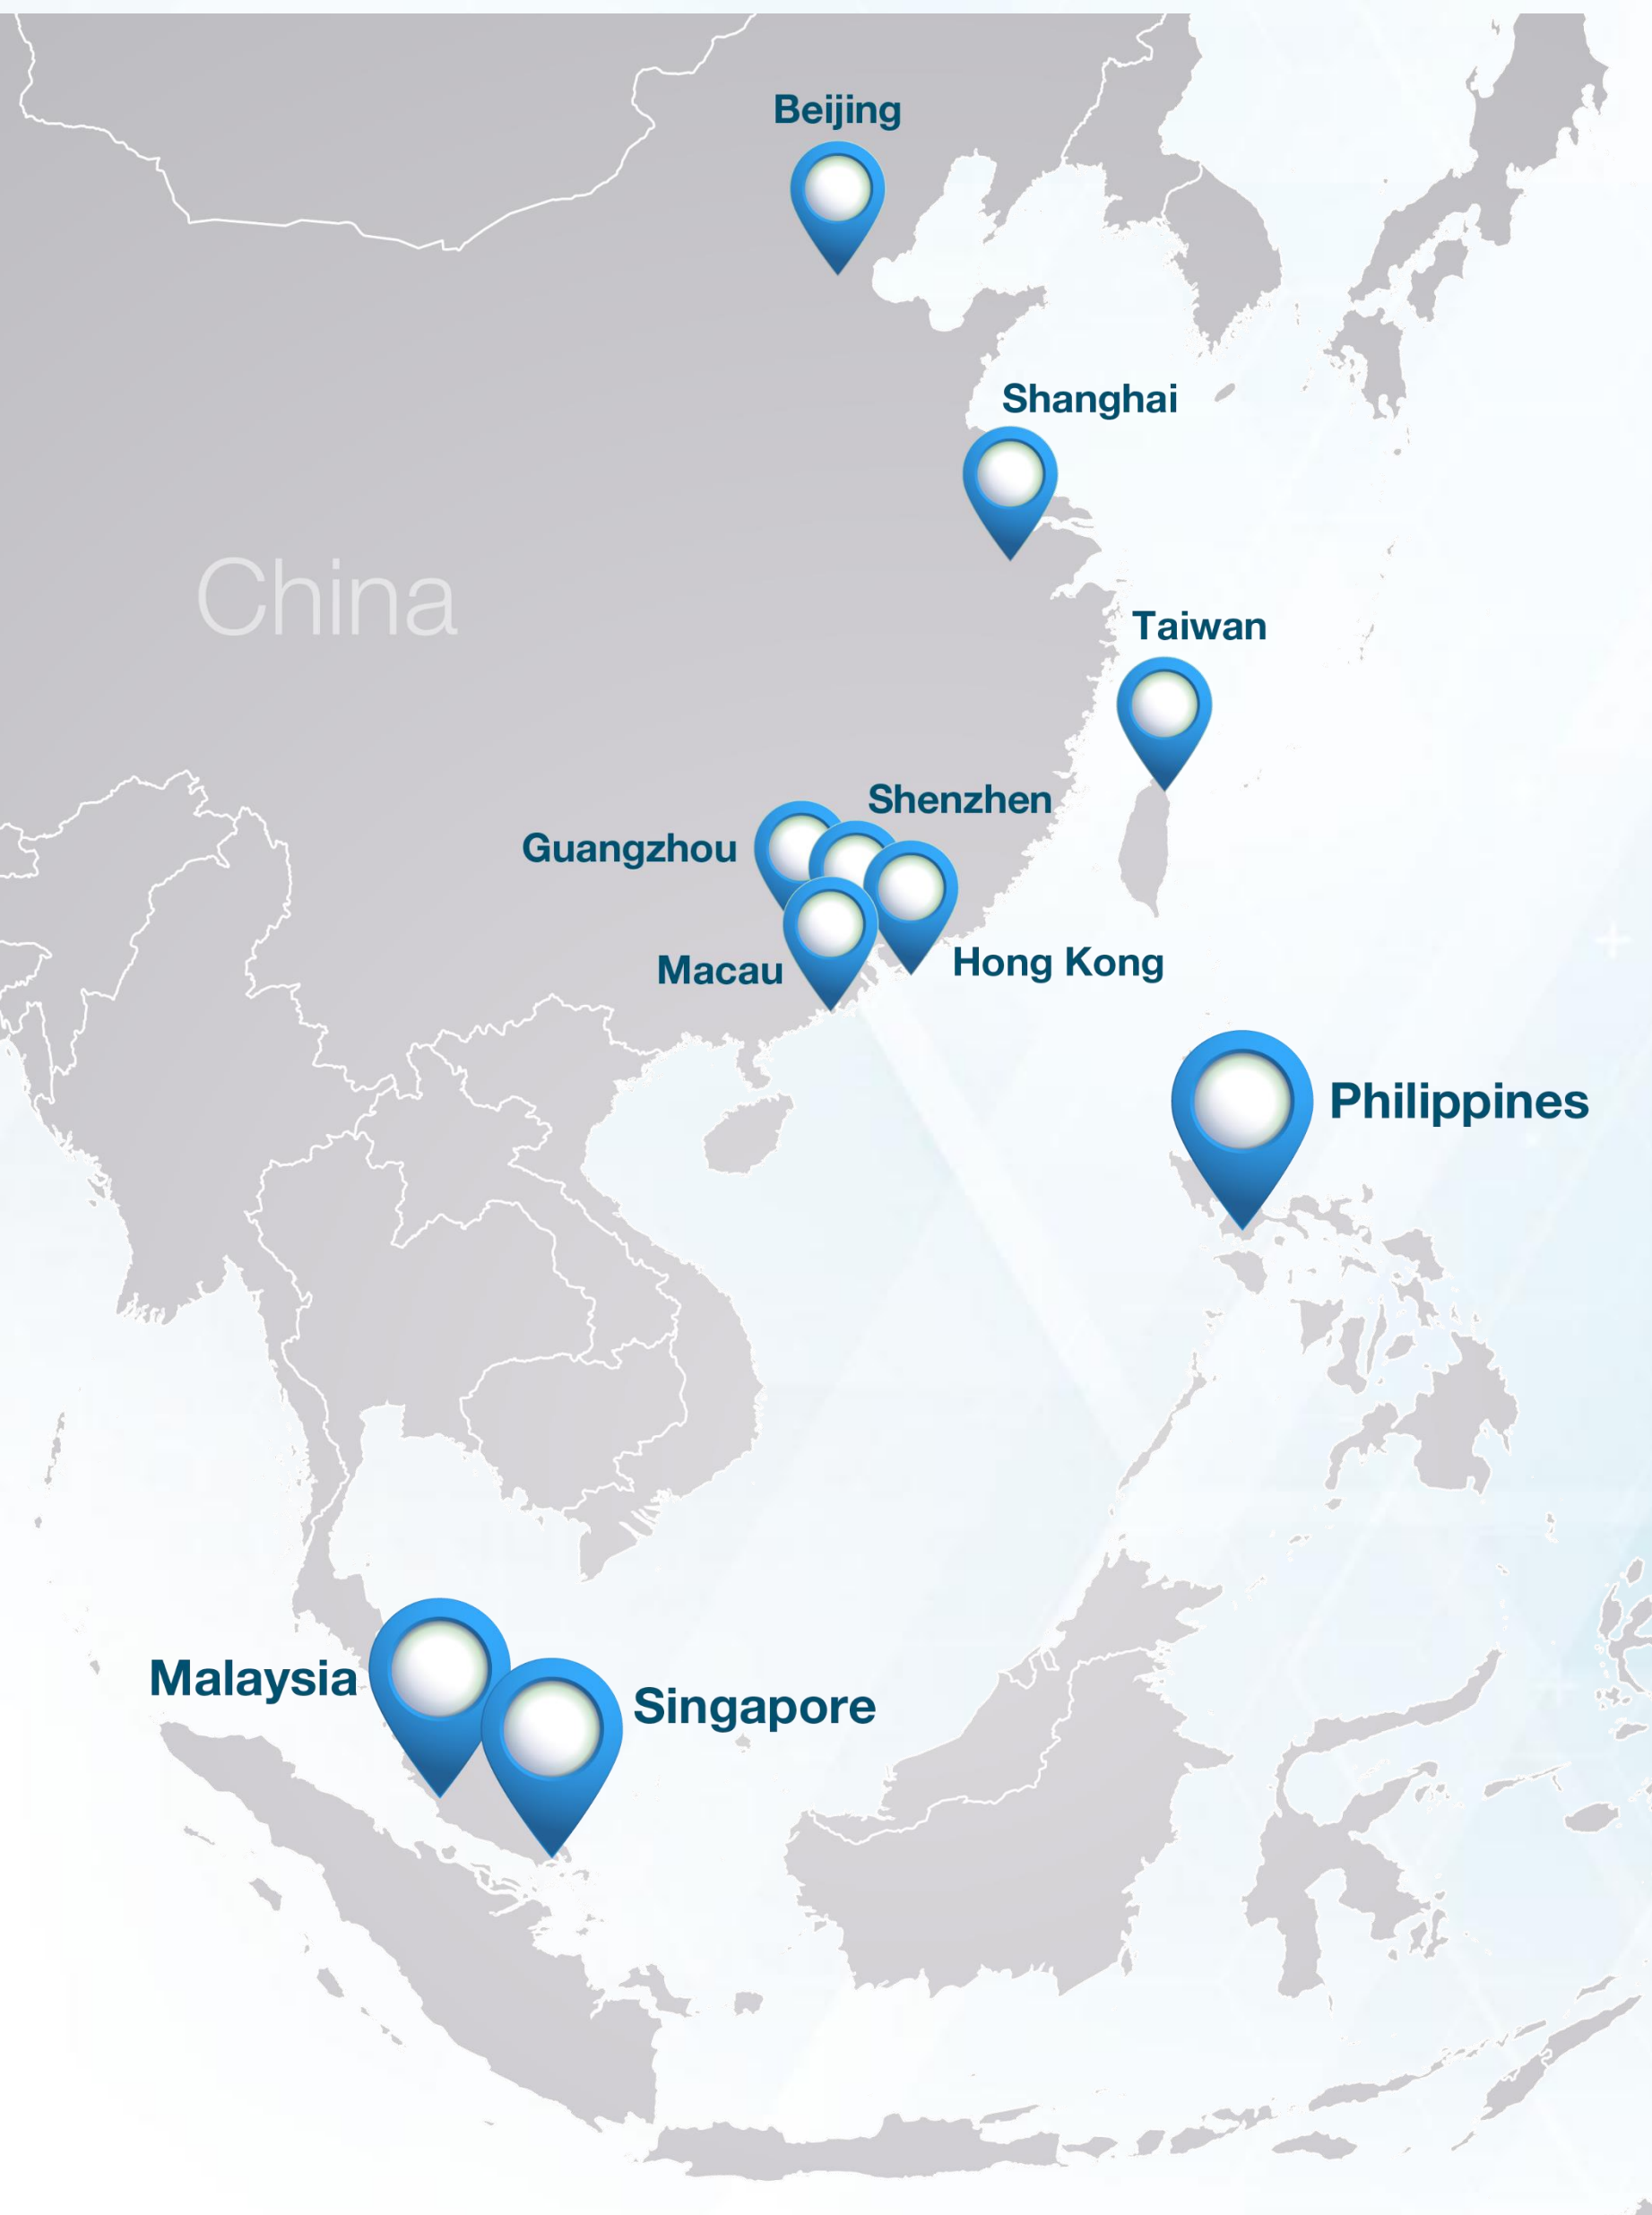 Beijing
Shanghai
China
Taiwan
Shenzhen
Guangzhou
Hong Kong
Macau
Philippines
Malaysia
Singapore